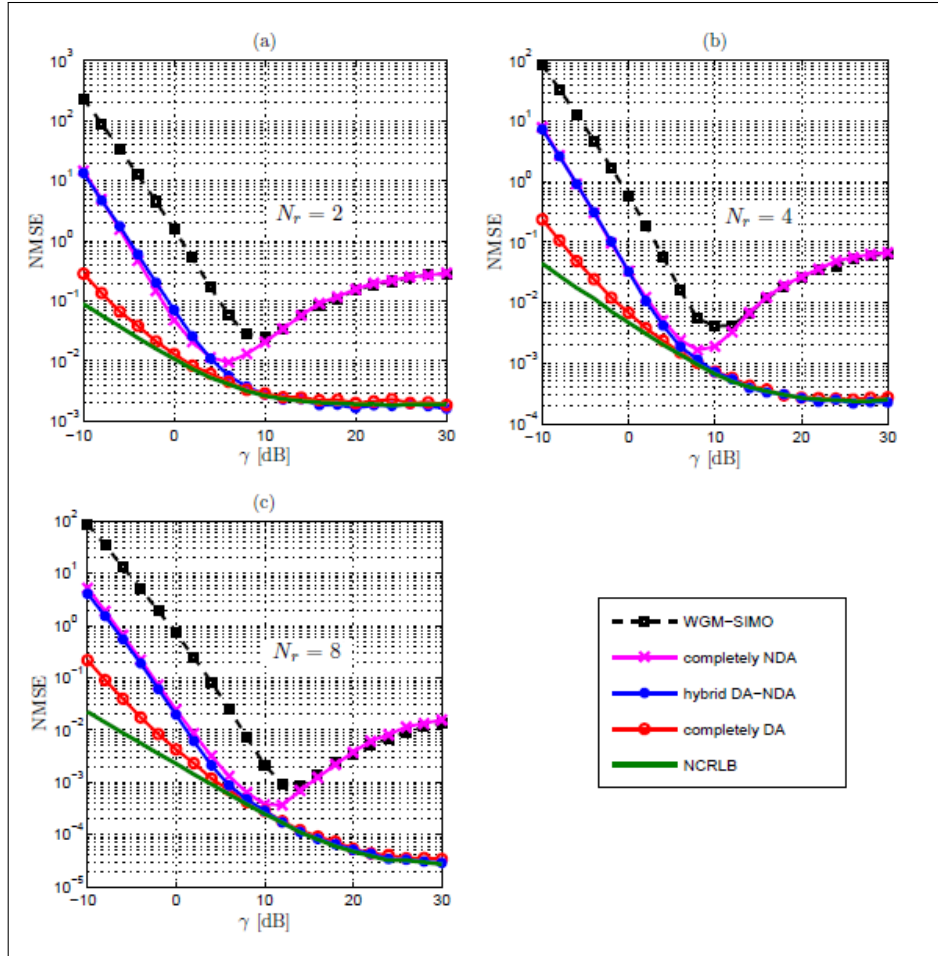 (a)
10^3
10^2
10^1
10^0
10^-1
10^-2
10^-3
NMSE
N_r = 2
−10 0 10 20 30
γ [dB]
(b)
10^2
10^1
10^0
10^-1
10^-2
10^-3
10^-4
NMSE
N_r = 4
−10 0 10 20 30
γ [dB]
(c)
10^2
10^1
10^0
10^-1
10^-2
10^-3
10^-4
10^-5
NMSE
N_r = 8
−10 0 10 20 30
γ [dB]
WGM−SIMO
completely NDA
hybrid DA−NDA
completely DA
NCRLB